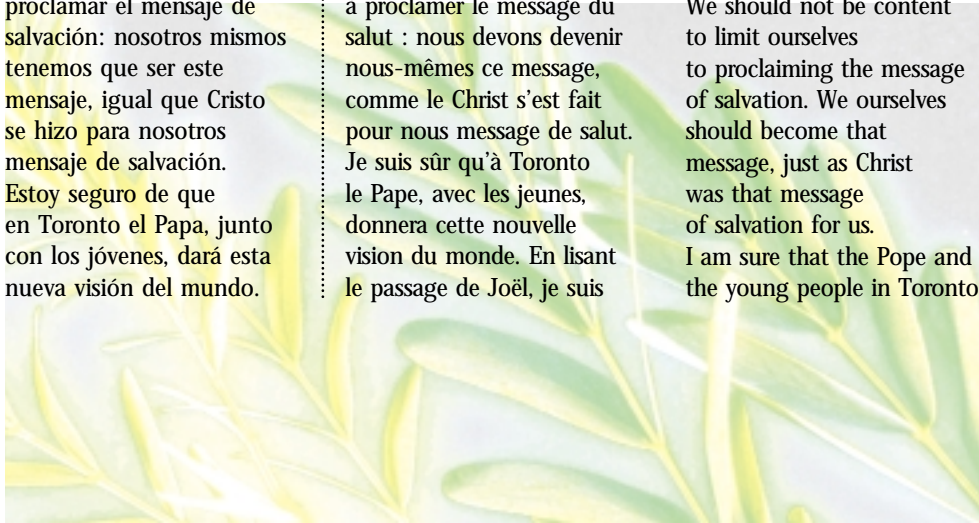 proclamar el mensaje de
salvación: nosotros mismos
tenemos que ser este
mensaje, igual que Cristo
se hizo para nosotros
mensaje de salvación.
Estoy seguro de que
en Toronto el Papa, junto
con los jóvenes, dará esta
nueva visión del mundo.
à proclamer le message du
salut : nous devons devenir
nous-mêmes ce message,
comme le Christ s'est fait
pour nous message de salut.
Je suis sûr qu'à Toronto
le Pape, avec les jeunes,
donnera cette nouvelle
vision du monde. En lisant
le passage de Joël, je suis
We should not be content
to limit ourselves
to proclaiming the message
of salvation. We ourselves
should become that
message, just as Christ
was that message
of salvation for us.
I am sure that the Pope and
the young people in Toronto